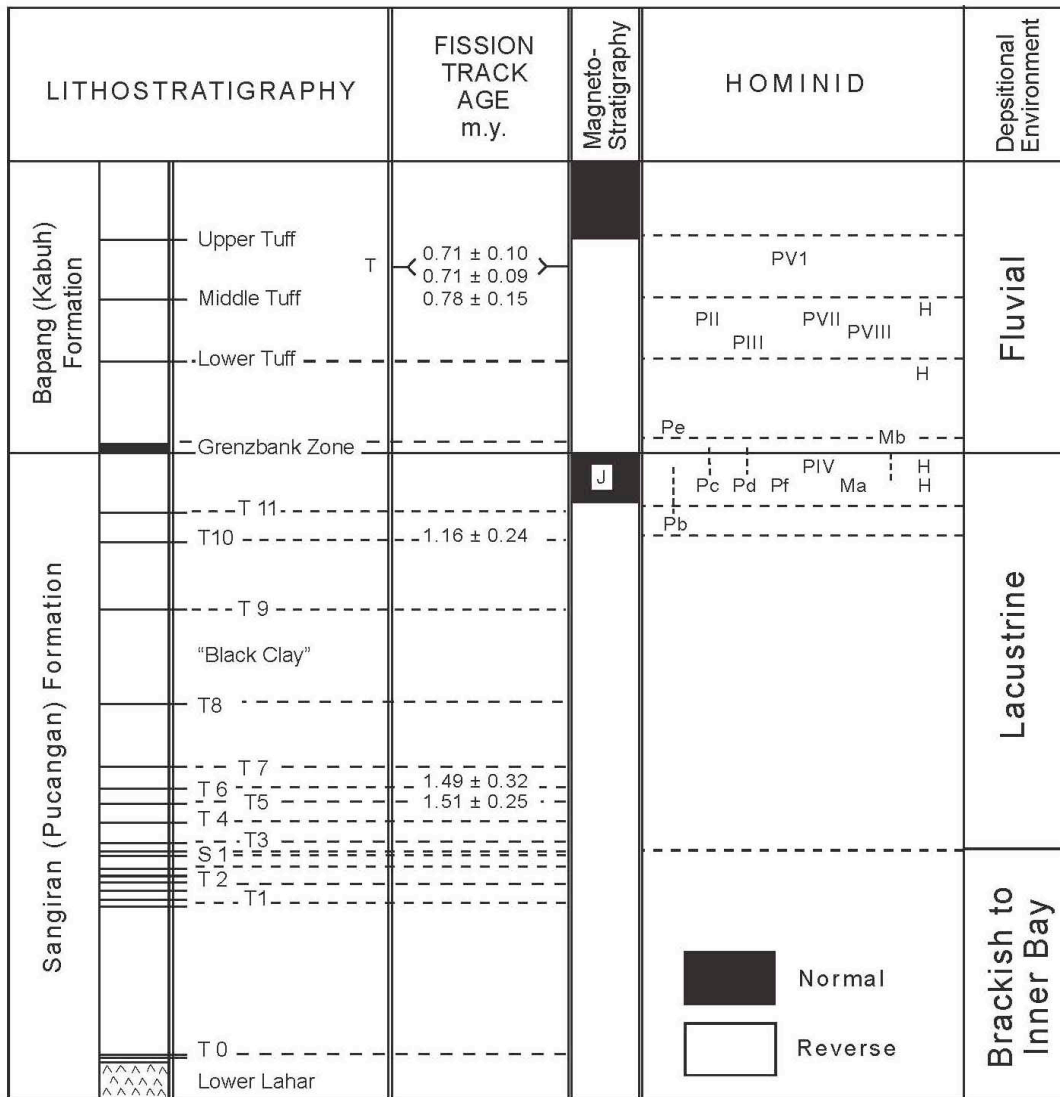 LITHOSTRATIGRAPHY
FISSION
TRACK
AGE
m.y.
Magneto-
Stratigraphy
HOMINID
Depsitional
Environment
Bapang (Kabuh)
Formation
Upper Tuff
T
0.71 ± 0.10
0.71 ± 0.09
Middle Tuff
0.78 ± 0.15
Lower Tuff
Grenzbank Zone
PV1
PII
PVII
H
PIII
PVIII
H
Pe
Mb
Fluvial
Sangiran (Pucangan) Formation
T 11
T10
1.16 ± 0.24
T 9
"Black Clay"
T8
T 7
T 6
1.49 ± 0.32
T5
1.51 ± 0.25
T 4
T3
S 1
T 2
T1
T 0
Lower Lahar
J
PIV
H
Pc
Pd
Pf
Ma
H
Pb
Lacustrine
Normal
Reverse
Brackish to
Inner Bay